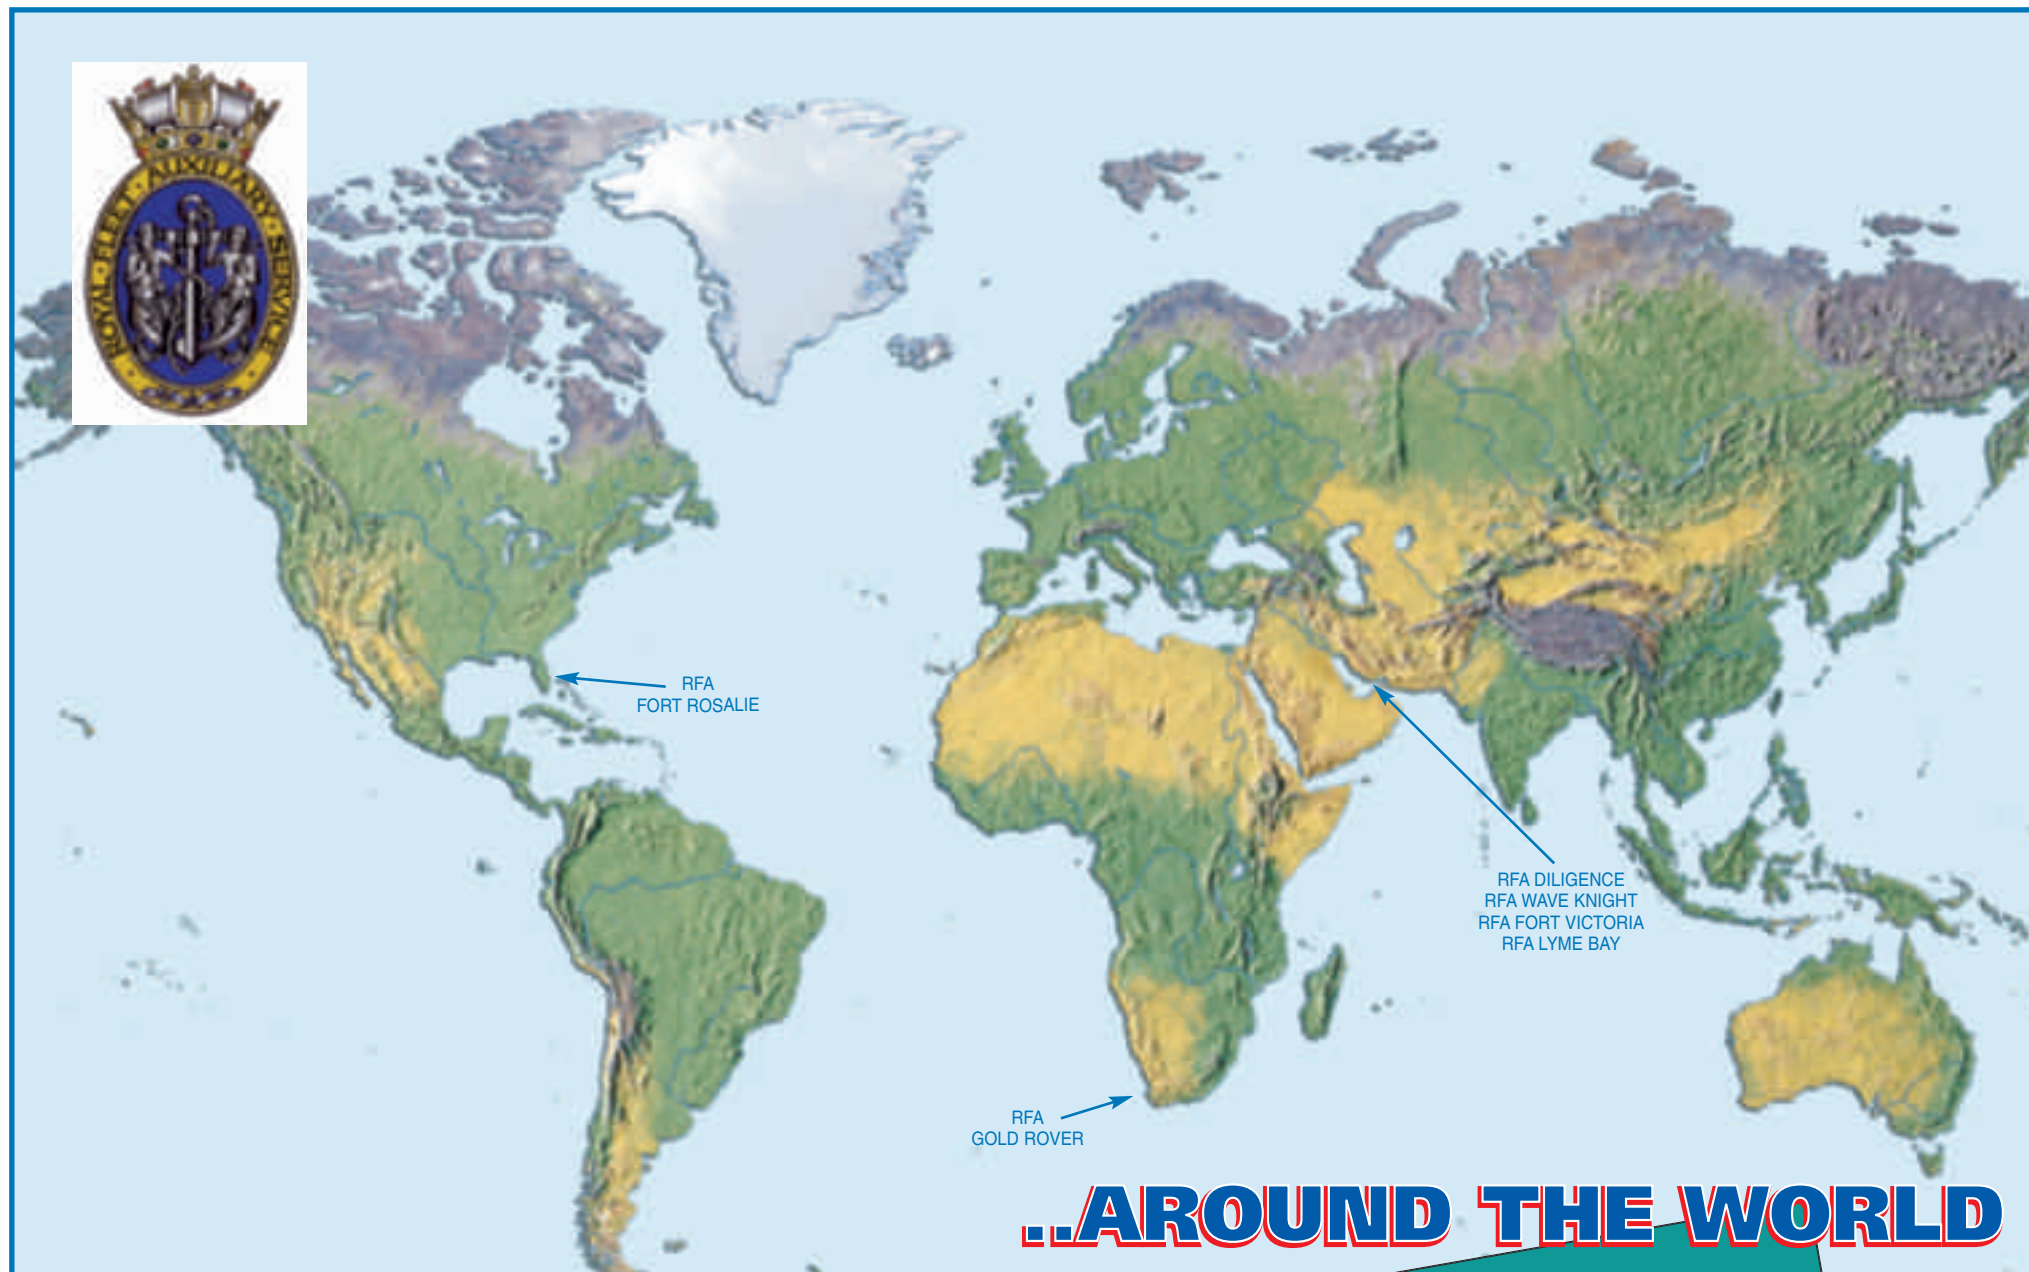 ROYAL · FLEET · AUXILIARY · SERVICE
RFA
FORT ROSALIE
RFA DILIGENCE
RFA WAVE KNIGHT
RFA FORT VICTORIA
RFA LYME BAY
RFA
GOLD ROVER
..AROUND THE WORLD